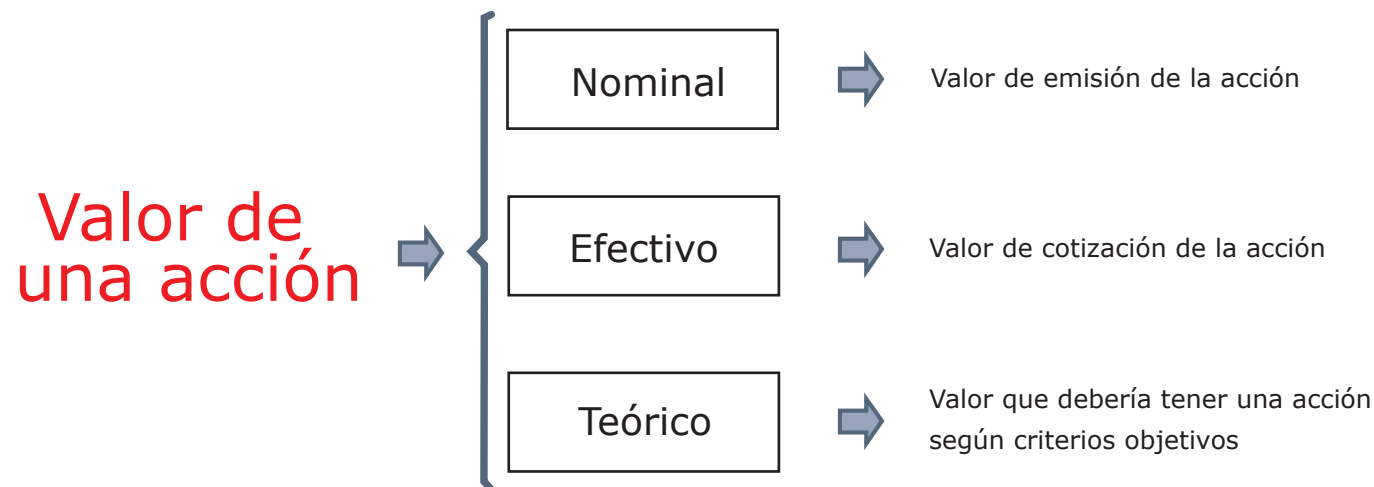 Valor de
una acción
Nominal
Valor de emisión de la acción
Efectivo
Valor de cotización de la acción
Teórico
Valor que debería tener una acción
según criterios objetivos